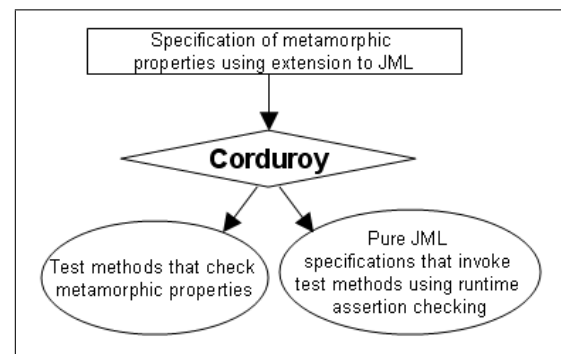 Specification of metamorphic
properties using extension to JML
Corduroy
Test methods that check
metamorphic properties
Pure JML
specifications that invoke
test methods using runtime
assertion checking